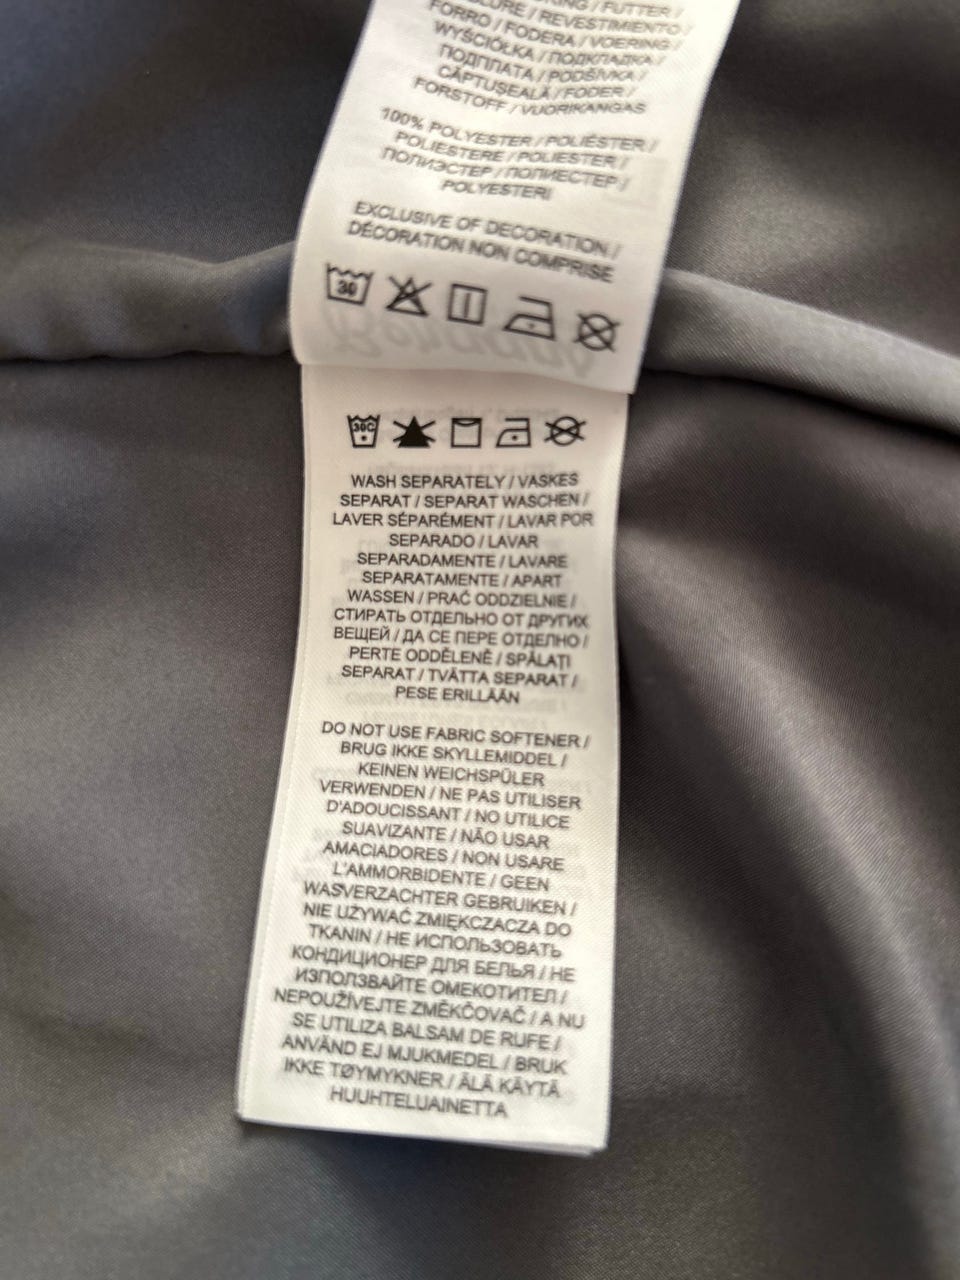 FORRO / FODERA / VOERING /
WYŚCIÓŁKA / ПОДКЛАДКА /
ПОДПЛАТА / PODŠÍVKA /
CĂPTUȘEALĂ / FODER /
FORSTOFF / VUORIKANGAS
100% POLYESTER / POLIÉSTER /
POLIESTERE / POLIESTER /
ПОЛИЭСТЕР / ПОЛИЕСТЕР /
POLYESTERI
EXCLUSIVE OF DECORATION /
DÉCORATION NON COMPRISE
30
30C
WASH SEPARATELY / VASKES
SEPARAT / SEPARAT WASCHEN /
LAVER SÉPARÉMENT / LAVAR POR
SEPARADO / LAVAR
SEPARADAMENTE / LAVARE
SEPARATAMENTE / APART
WASSEN / PRAĆ ODDZIELNIE /
СТИРАТЬ ОТДЕЛЬНО ОТ ДРУГИХ
ВЕЩЕЙ / ДА СЕ ПЕРЕ ОТДЕЛНО /
PERTE ODDĚLENĚ / SPĂLAȚI
SEPARAT / TVÄTTA SEPARAT /
PESE ERILLÄÄN
DO NOT USE FABRIC SOFTENER /
BRUG IKKE SKYLLEMIDDEL /
KEINEN WEICHSPÜLER
VERWENDEN / NE PAS UTILISER
D'ADOUCISSANT / NO UTILICE
SUAVIZANTE / NÃO USAR
AMACIADORES / NON USARE
L'AMMORBIDENTE / GEEN
WASVERZACHTER GEBRUIKEN /
NIE UŻYWAĆ ZMIĘKCZACZA DO
TKANIN / НЕ ИСПОЛЬЗОВАТЬ
КОНДИЦИОНЕР ДЛЯ БЕЛЬЯ / НЕ
ИЗПОЛЗВАЙТЕ ОМЕКОТИТЕЛ /
NEPOUŽÍVEJTE ZMĚKČOVAČ / A NU
SE UTILIZA BALSAM DE RUFE /
ANVÄND EJ MJUKMEDEL / BRUK
IKKE TØYMYKNER / ÄLÄ KÄYTÄ
HUUHTELUAINETTA